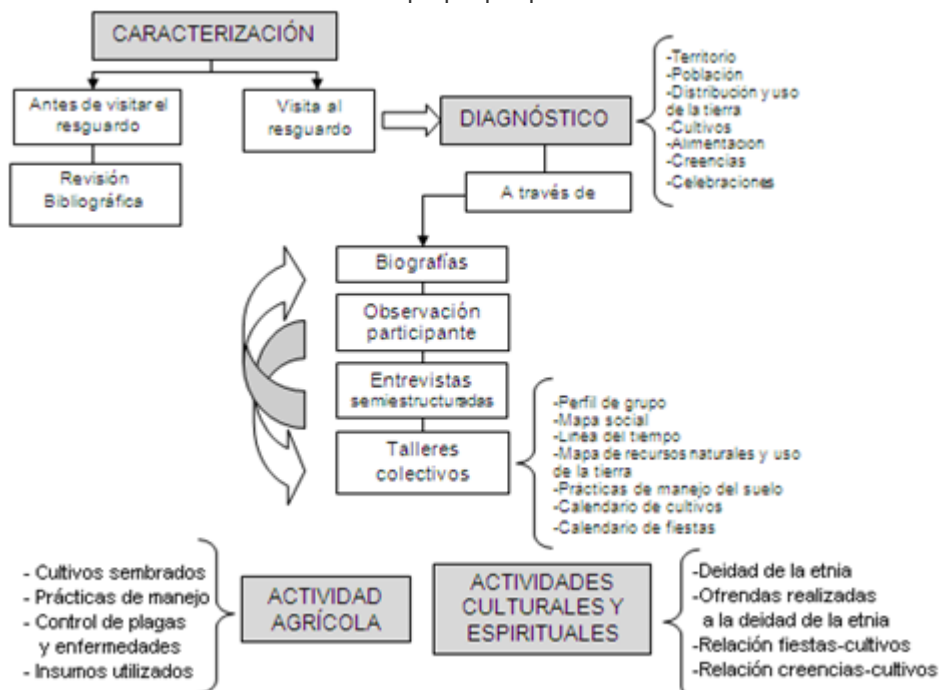 CARACTERIZACIÓN
Antes de visitar el
resguardo
Revisión
Bibliográfica
Visita al
resguardo
DIAGNÓSTICO
-Territorio
-Población
-Distribución y uso
de la tierra
-Cultivos
-Alimentacion
-Creencias
-Celebraciones
A través de
Biografías
Observación
participante
Entrevistas
semiestructuradas
Talleres
colectivos
-Perfil de grupo
-Mapa social
-Línea del tiempo
-Mapa de recursos naturales y uso
de la tierra
-Prácticas de manejo del suelo
-Calendario de cultivos
-Calendario de fiestas
- Cultivos sembrados
- Prácticas de manejo
- Control de plagas
y enfermedades
- Insumos utilizados
ACTIVIDAD
AGRÍCOLA
ACTIVIDADES
CULTURALES Y
ESPIRITUALES
-Deidad de la etnia
-Ofrendas realizadas
a la deidad de la etnia
-Relación fiestas-cultivos
-Relación creencias-cultivos